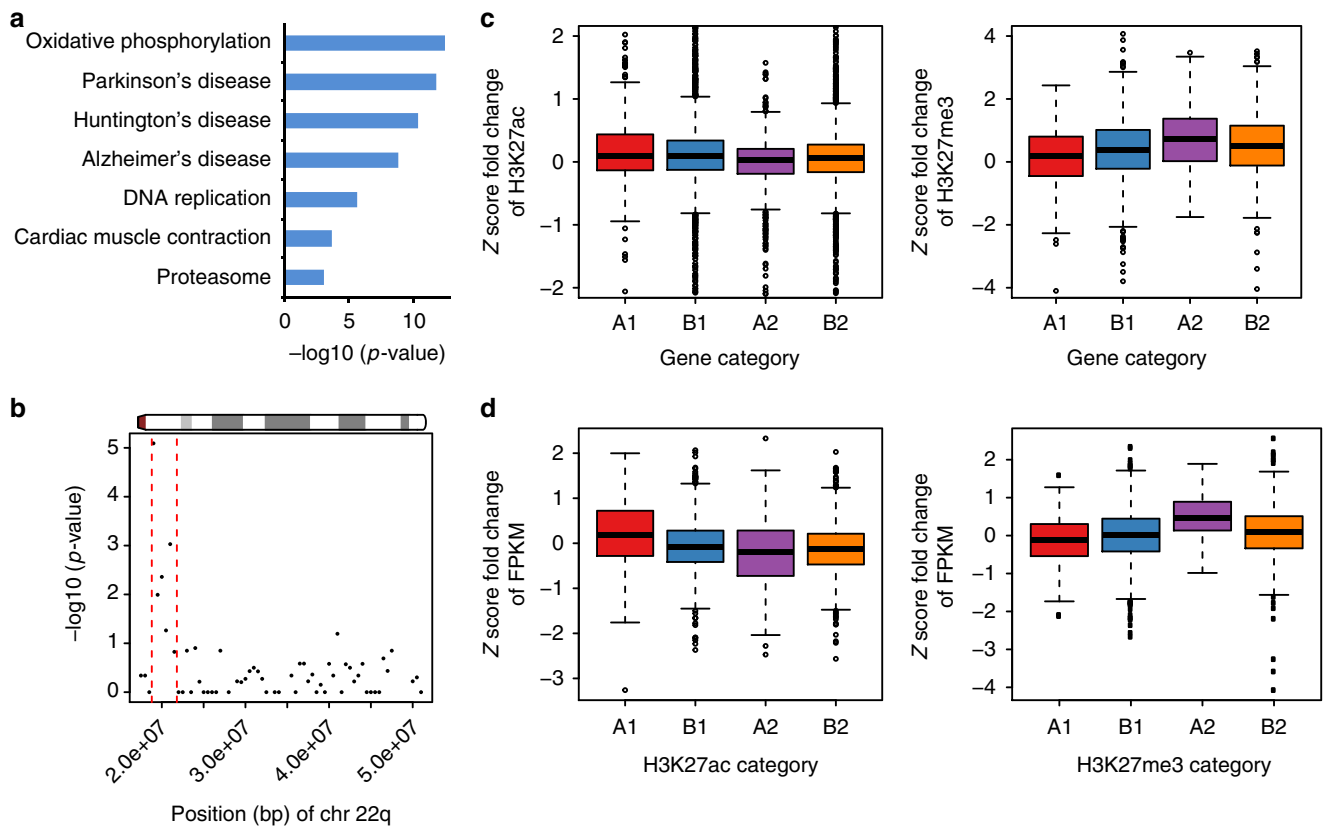 a
Oxidative phosphorylation
Parkinson's disease
Huntington's disease
Alzheimer's disease
DNA replication
Cardiac muscle contraction
Proteasome
0 5 10
–log10 (p-value)
b
5
4
3
2
1
0
–log10 (p-value)
2.0e+07 3.0e+07 4.0e+07 5.0e+07
Position (bp) of chr 22q
c
Z score fold change
of H3K27ac
2
1
0
–1
–2
A1 B1 A2 B2
Gene category
Z score fold change
of H3K27me3
4
2
0
–2
–4
A1 B1 A2 B2
Gene category
d
Z score fold change
of FPKM
2
1
0
–1
–2
–3
A1 B1 A2 B2
H3K27ac category
Z score fold change
of FPKM
2
1
0
–1
–2
–3
–4
A1 B1 A2 B2
H3K27me3 category